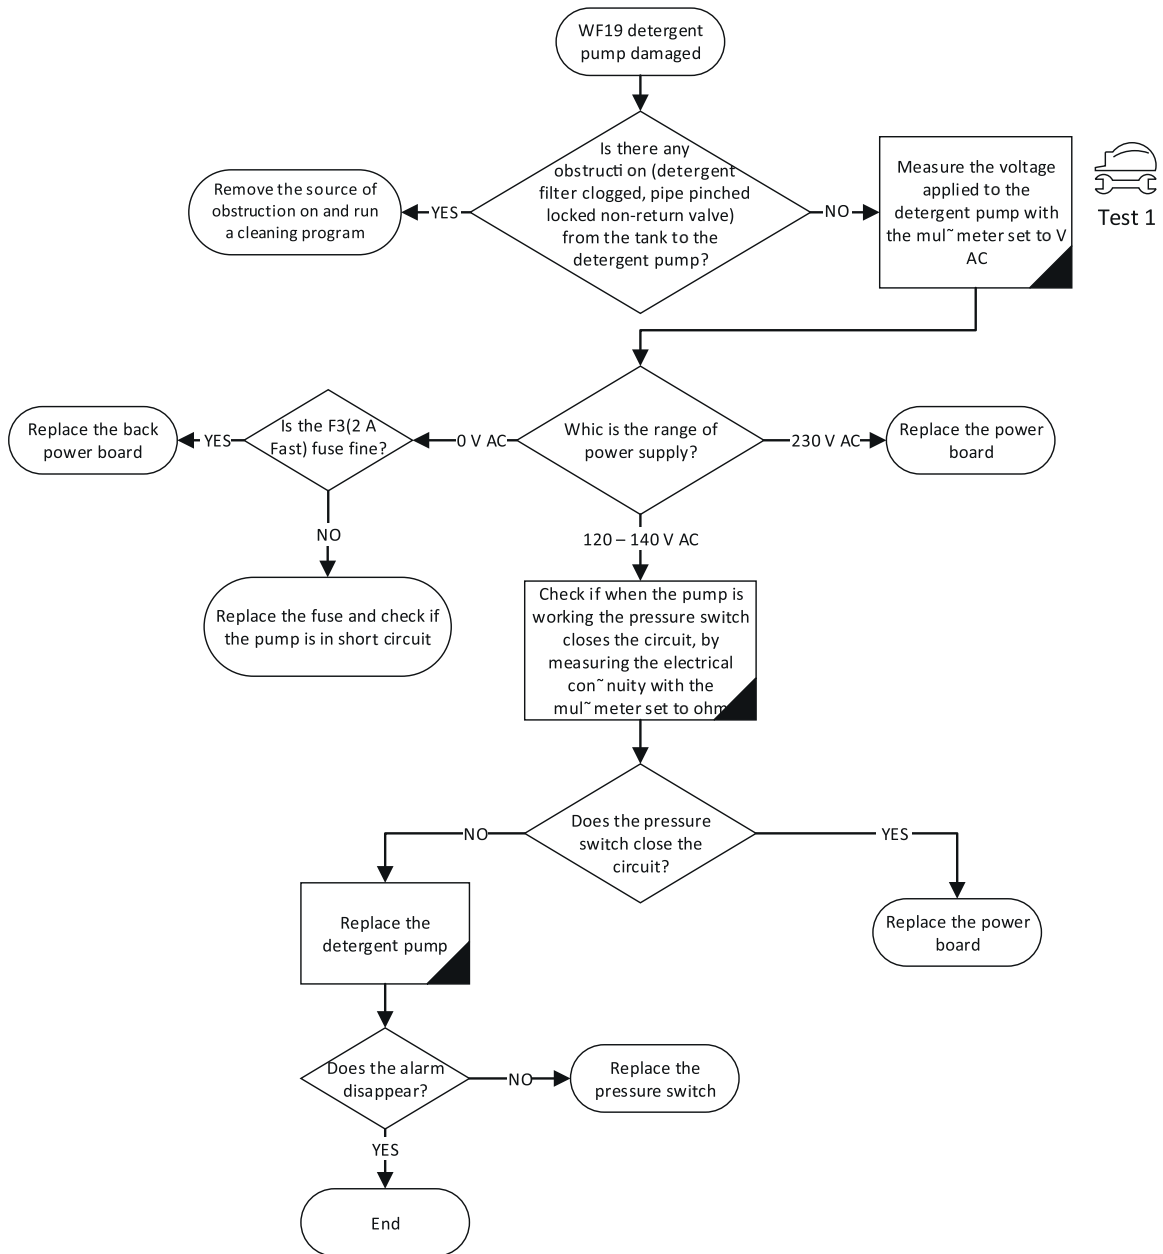 WF19 detergent
pump damaged
Is there any
obstruction (detergent
filter clogged, pipe pinched
locked non-return valve)
from the tank to the
detergent pump?
YES
Remove the source of
obstruction on and run
a cleaning program
NO
Measure the voltage
applied to the
detergent pump with
the mul˜ meter set to V
AC
Test 1
Whic is the range of
power supply?
0 V AC
Is the F3(2 A
Fast) fuse fine?
YES
Replace the back
power board
NO
Replace the fuse and check if
the pump is in short circuit
230 V AC
Replace the power
board
120 – 140 V AC
Check if when the pump is
working the pressure switch
closes the circuit, by
measuring the electrical
con˜ nuity with the
mul˜ meter set to ohm
Does the pressure
switch close the
circuit?
NO
YES
Replace the power
board
Replace the
detergent pump
Does the alarm
disappear?
NO
Replace the
pressure switch
YES
End